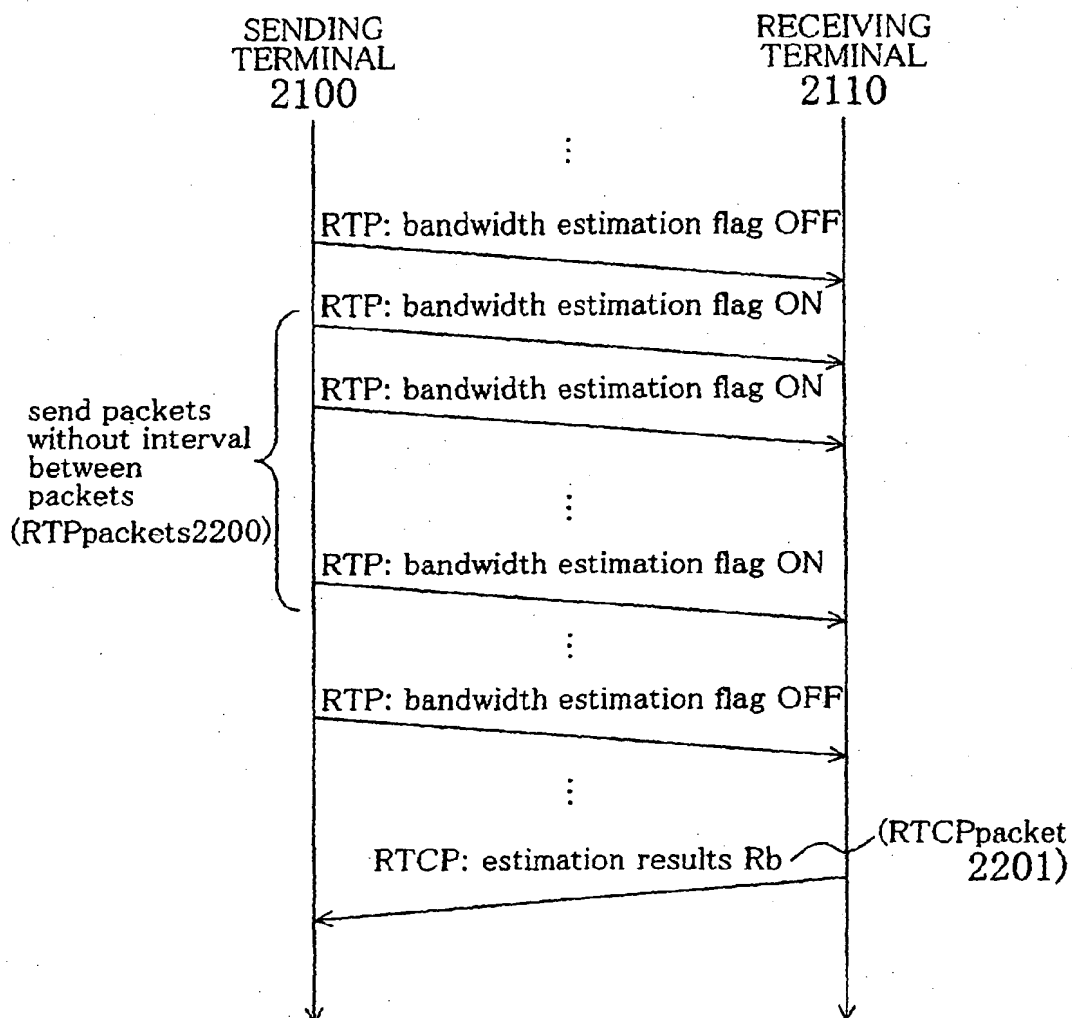 SENDING
TERMINAL
2100
RECEIVING
TERMINAL
2110
RTP: bandwidth estimation flag OFF
RTP: bandwidth estimation flag ON
RTP: bandwidth estimation flag ON
send packets
without interval
between
packets
(RTPpackets2200)
RTP: bandwidth estimation flag ON
RTP: bandwidth estimation flag OFF
RTCP: estimation results Rb
(RTCPpacket
2201)